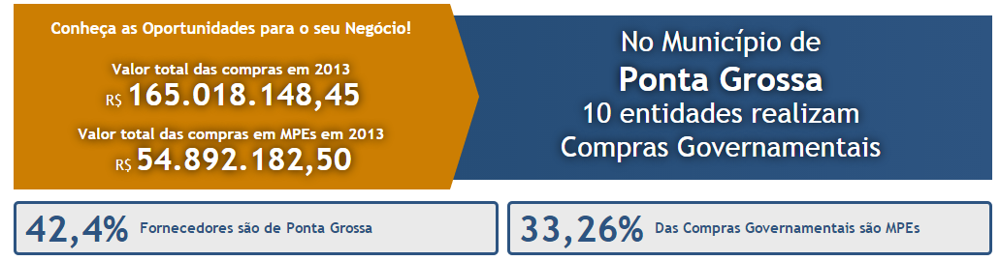 Conheça as Oportunidades para o seu Negócio!
Valor total das compras em 2013
R$ 165.018.148,45
Valor total das compras em MPEs em 2013
R$ 54.892.182,50
No Município de
Ponta Grossa
10 entidades realizam
Compras Governamentais
42,4% Fornecedores são de Ponta Grossa
33,26% Das Compras Governamentais são MPEs